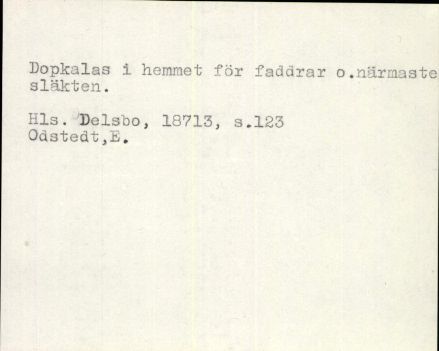 Dopkalas i hemmet för faddrar o.närmaste
släkten.
Hls. Delsbo, 18713, s.123
Odstedt,E.